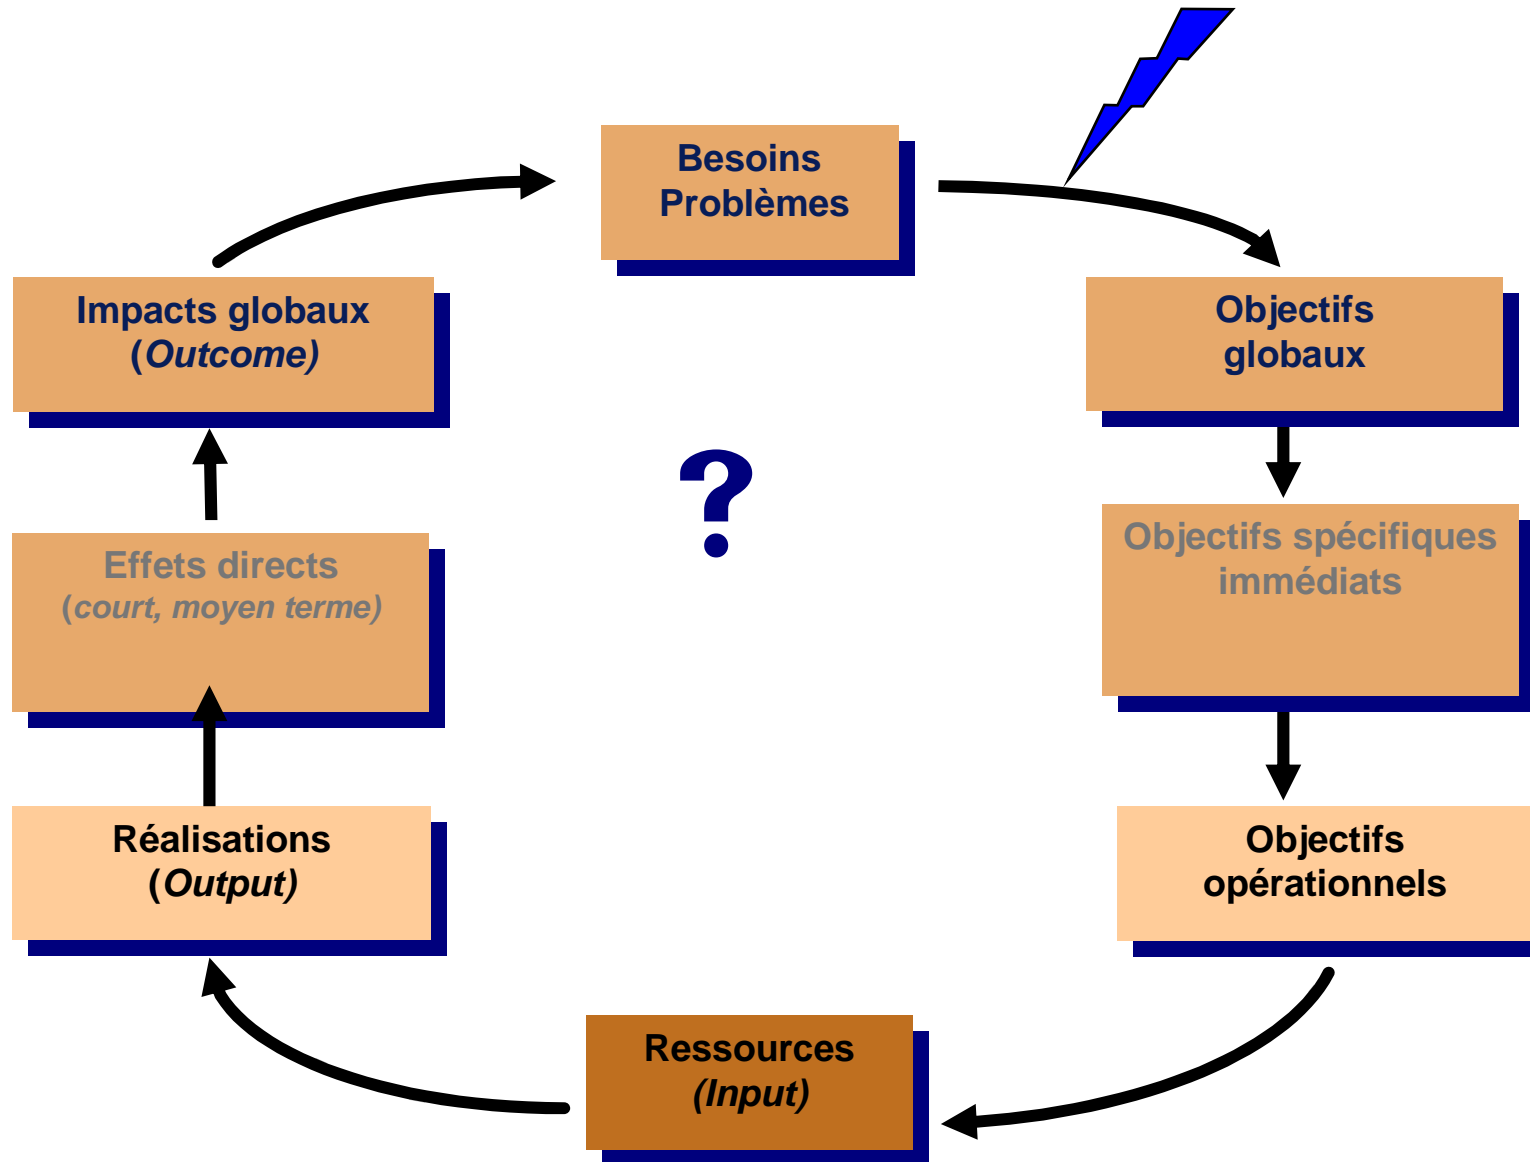 Besoins
Problèmes
Impacts globaux
(Outcome)
Objectifs
globaux
?
Effets directs
(court, moyen terme)
Objectifs spécifiques
immédiats
Réalisations
(Output)
Objectifs
opérationnels
Ressources
(Input)